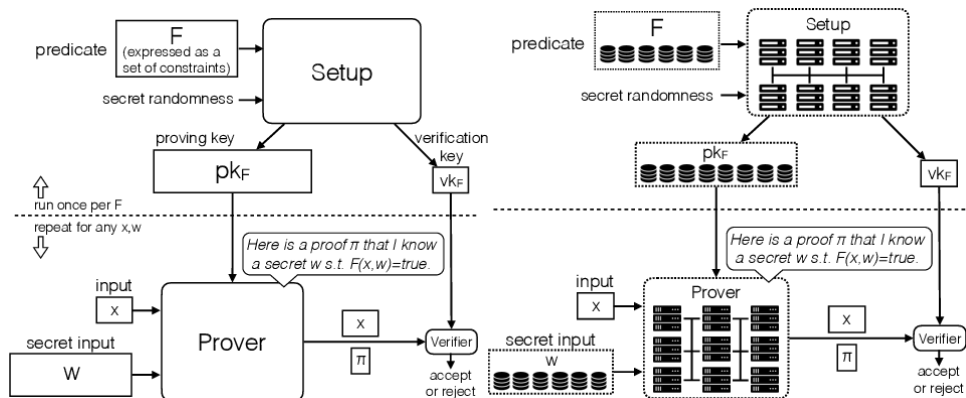 predicate
F
(expressed as a
set of constraints)
Setup
secret randomness
proving key
verification
key
pkF
vkF
run once per F
repeat for any x,w
Here is a proof π that I know
a secret w s.t. F(x,w)=true.
input
x
Prover
x
π
secret input
w
Verifier
accept
or reject
predicate
F
Setup
secret randomness
pkF
vkF
Here is a proof π that I know
a secret w s.t. F(x,w)=true.
input
x
Prover
x
π
secret input
w
Verifier
accept
or reject